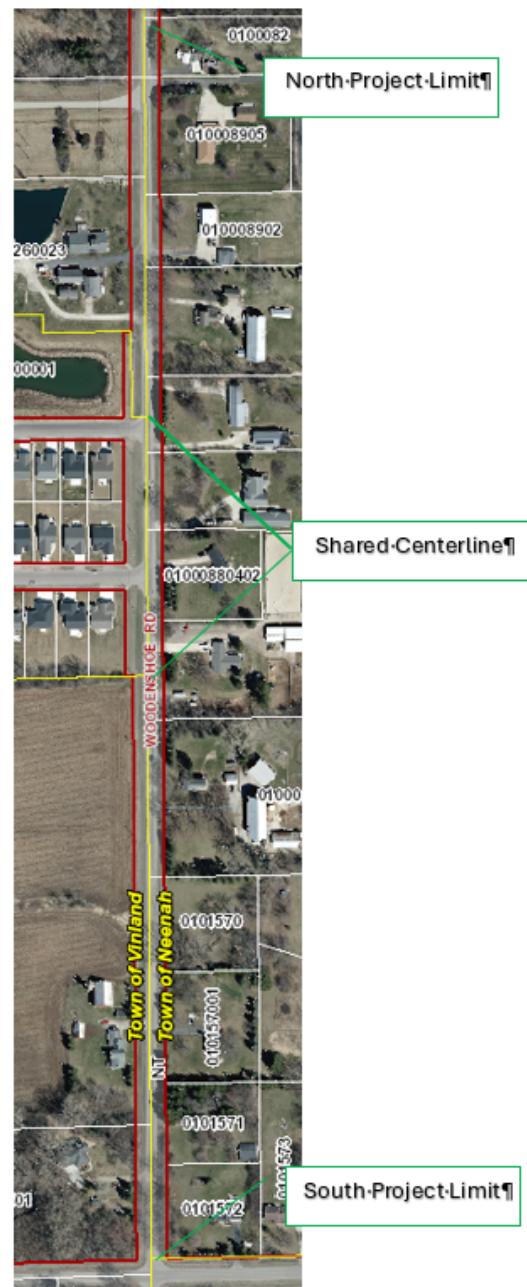 0100082
North·Project·Limit¶
010008905
010008902
260023
00001
Shared·Centerline¶
01000880402
WOODENSHOE RD
01000
Town of Vinland
Town of Neenah
0101570
010157001
NT
0101571
0101573
South·Project·Limit¶
01
0101572